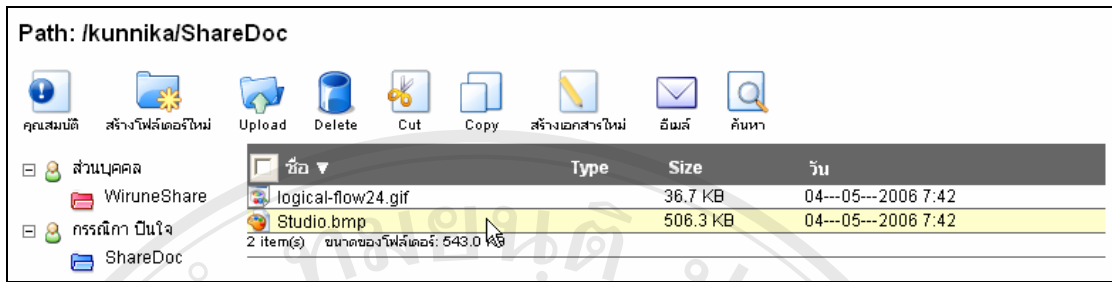 Path: /kunnika/ShareDoc
คุณสมบัติ สร้างโฟล์เดอร์ใหม่ Upload Delete Cut Copy สร้างเอกสารใหม่ อีเมล์ ค้นหา
ส่วนบุคคล
WiruneShare
กรรณิกา ปินใจ
ShareDoc
ชื่อ ▼ Type Size วัน
logical-flow24.gif 36.7 KB 04---05---2006 7:42
Studio.bmp 506.3 KB 04---05---2006 7:42
2 item(s) ขนาดของโฟล์เดอร์: 543.0 KB